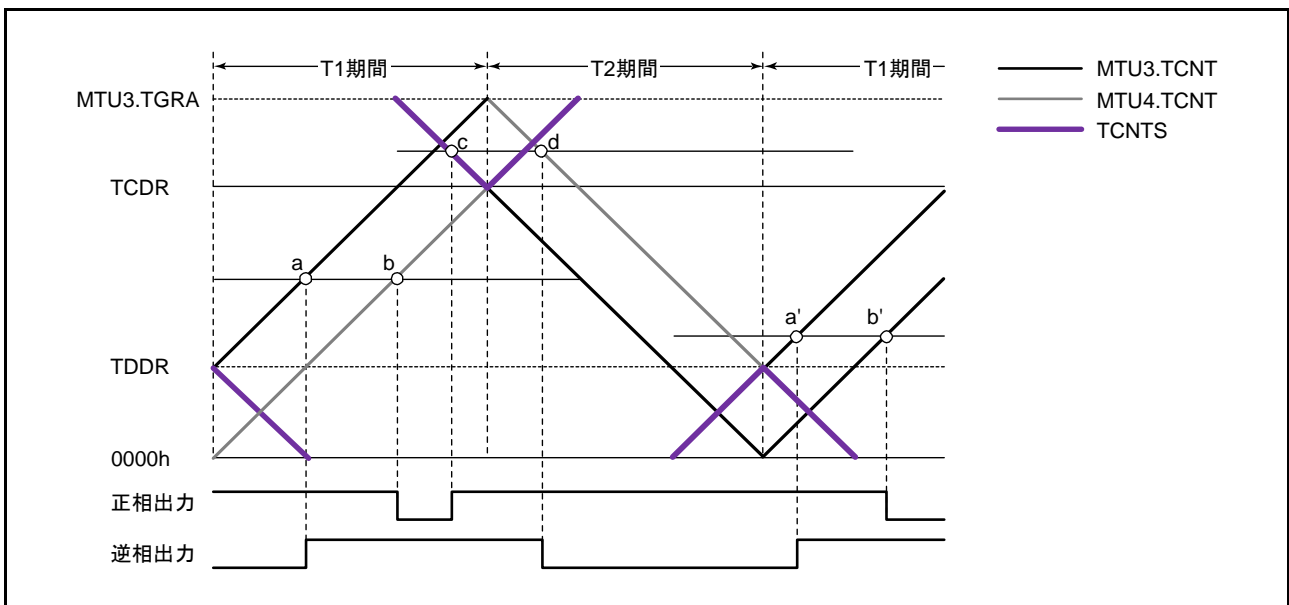 T1期間
T2期間
T1期間
MTU3.TCNT
MTU4.TCNT
TCNTS
MTU3.TGRA
c
d
TCDR
a
b
a'
b'
TDDR
0000h
正相出力
逆相出力